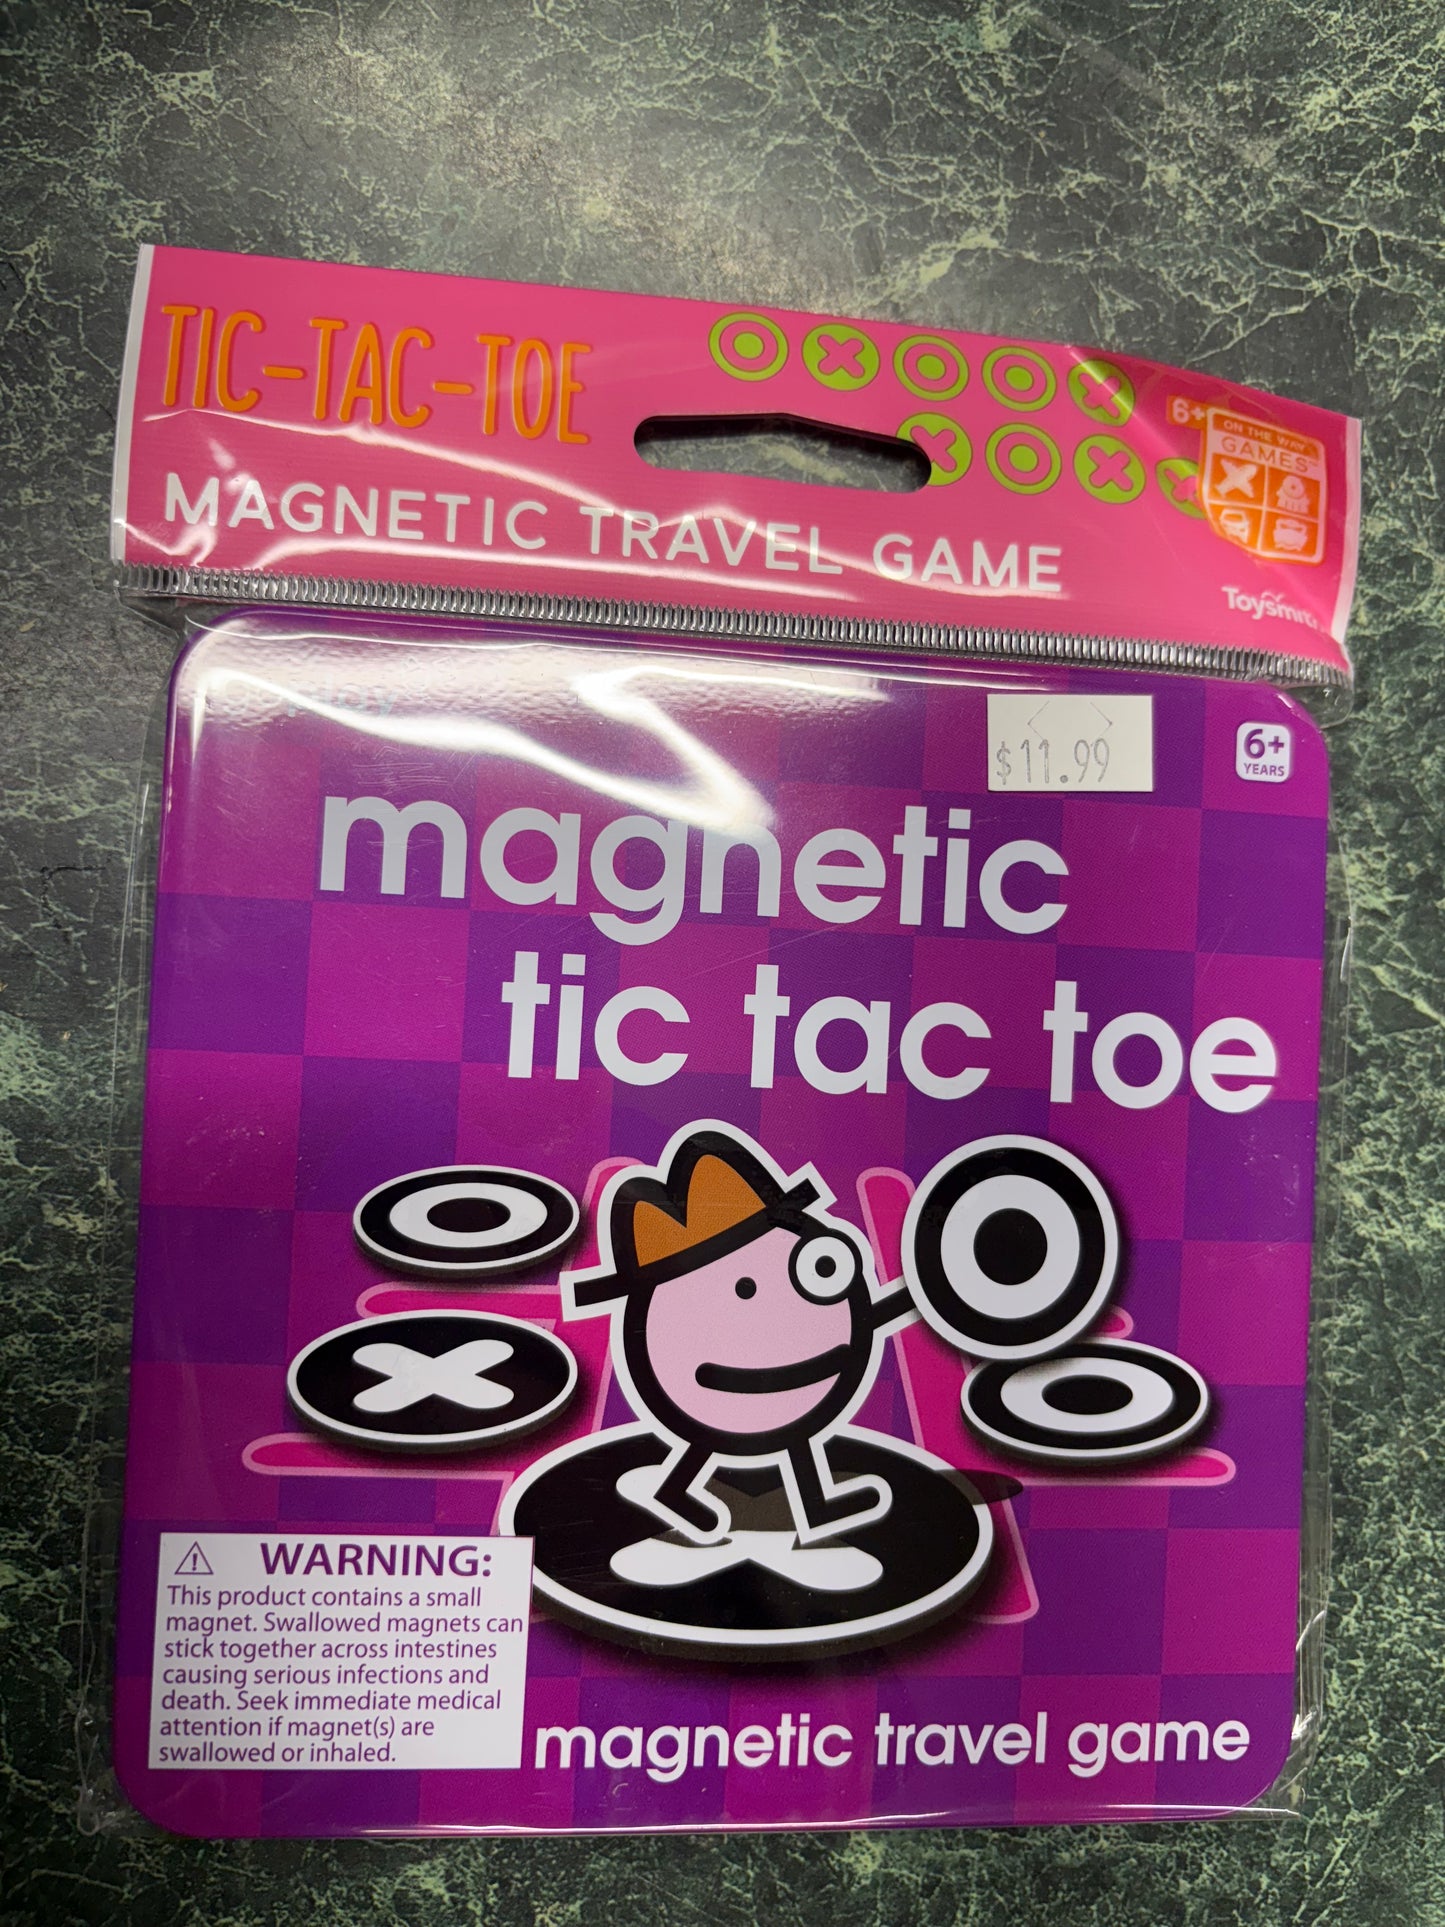 TIC-TAC-TOE
MAGNETIC TRAVEL GAME
6+
ON THE WAY
GAMES™
Toysmith
play
$11.99
6+
YEARS
magnetic
tic tac toe
WARNING:
This product contains a small
magnet. Swallowed magnets can
stick together across intestines
causing serious infections and
death. Seek immediate medical
attention if magnet(s) are
swallowed or inhaled.
magnetic travel game